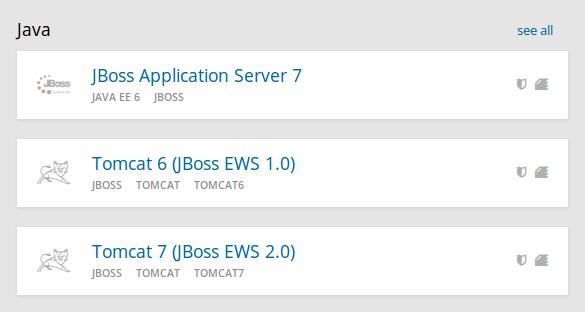 Java see all
JBoss Application Server 7
JAVA EE 6 JBOSS
JBoss
Tomcat 6 (JBoss EWS 1.0)
JBOSS TOMCAT TOMCAT6
Tomcat 7 (JBoss EWS 2.0)
JBOSS TOMCAT TOMCAT7